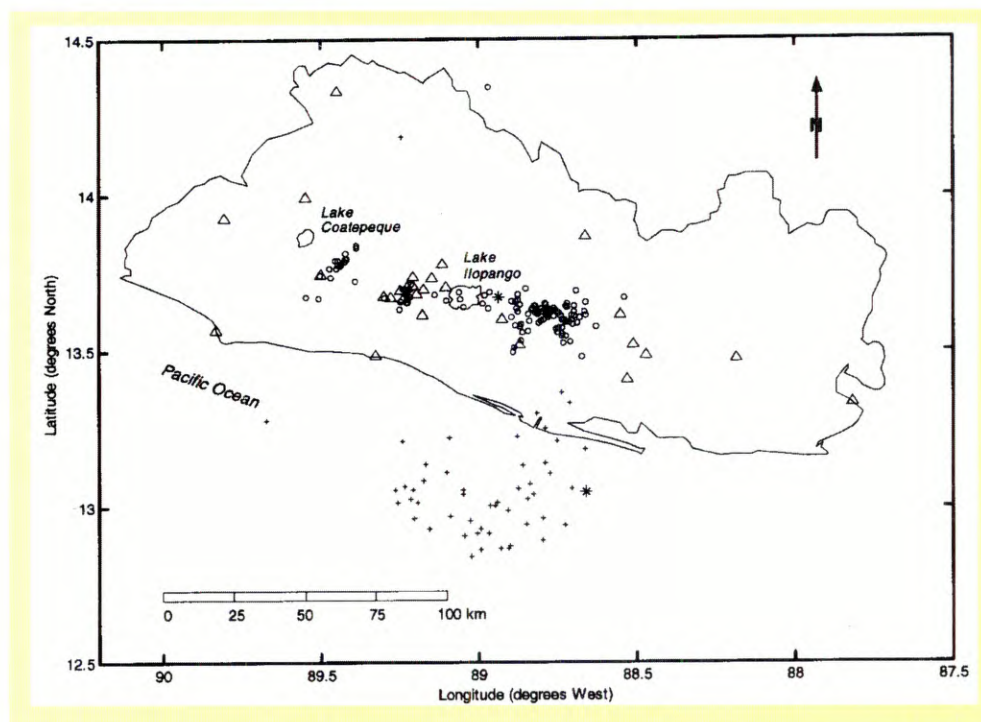 14.5
N
14
Lake
Coatepeque
Lake
Ilopango
13.5
Pacific Ocean
13
0 25 50 75 100 km
12.5
90 89.5 89 88.5 88 87.5
Latitude (degrees North)
Longitude (degrees West)